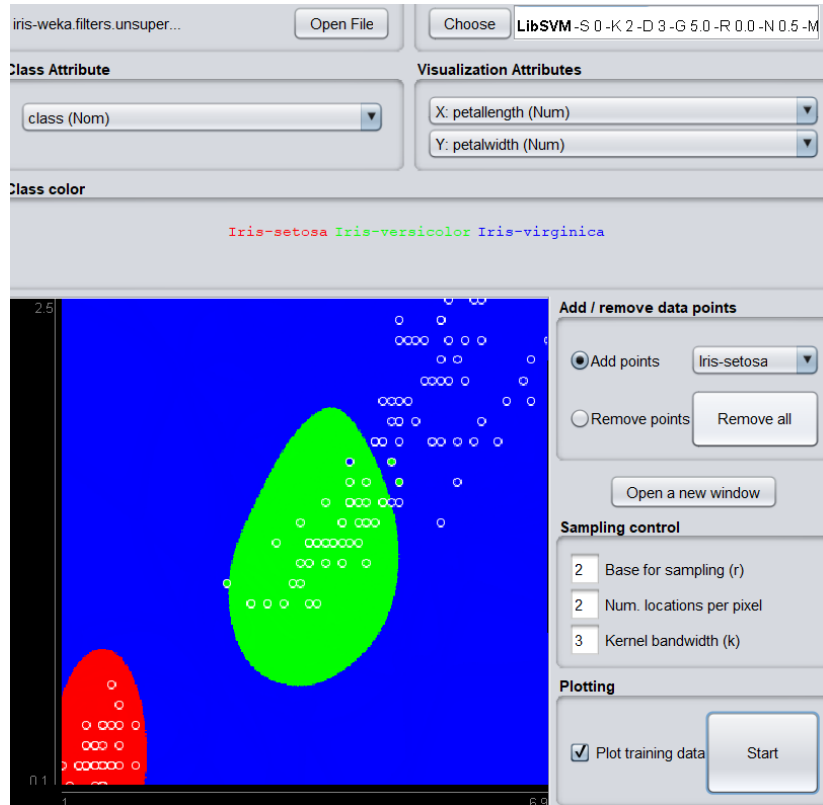 iris-weka.filters.unsuper...
Open File
Choose
LibSVM -S 0 -K 2 -D 3 -G 5.0 -R 0.0 -N 0.5 -M
Class Attribute
Visualization Attributes
class (Nom)
X: petallength (Num)
Y: petalwidth (Num)
Class color
Iris-setosa Iris-versicolor Iris-virginica
2.5
0.1
1
6.9
Add / remove data points
Add points
Iris-setosa
Remove points
Remove all
Open a new window
Sampling control
2 Base for sampling (r)
2 Num. locations per pixel
3 Kernel bandwidth (k)
Plotting
Plot training data
Start